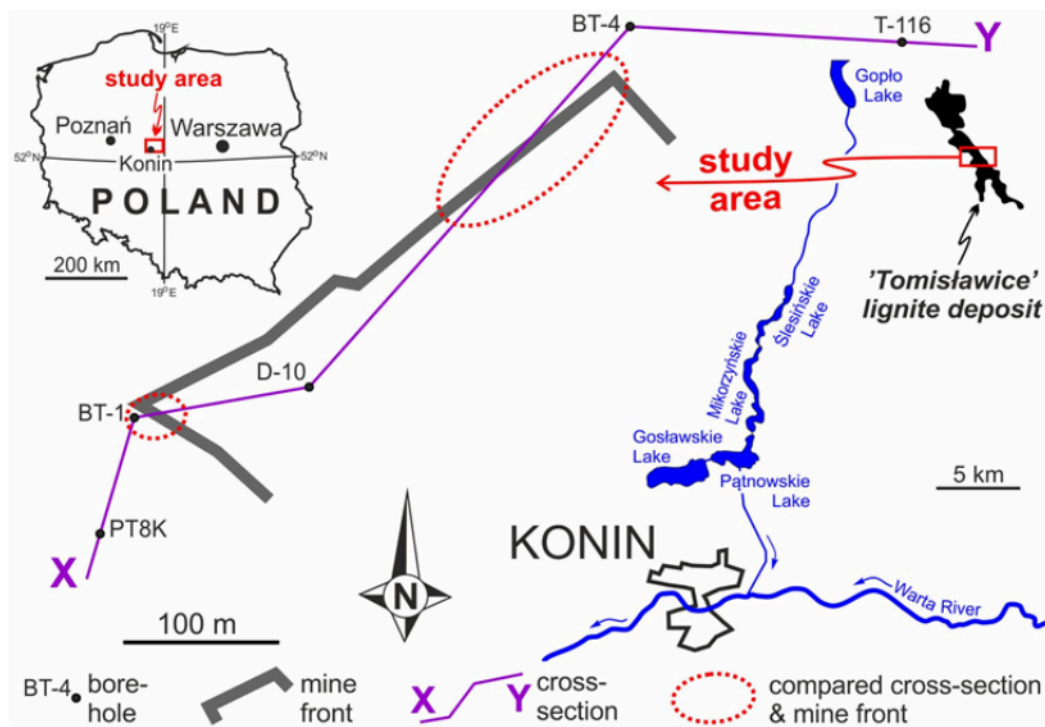 19°E
study
area
Poznań
Warszawa
52°N
Konin
52°N
POLAND
200 km
19°E
BT-4
T-116
Y
Gopło
Lake
study
area
'Tomisławice'
lignite deposit
Ślesińskie
Lake
Mikorzyńskie
Lake
D-10
BT-1
Gosławskie
Lake
Pątnowskie
Lake
5 km
PT8K
X
N
KONIN
Warta River
100 m
BT-4
bore-
hole
mine
front
X
Y
cross-
section
compared cross-section
& mine front